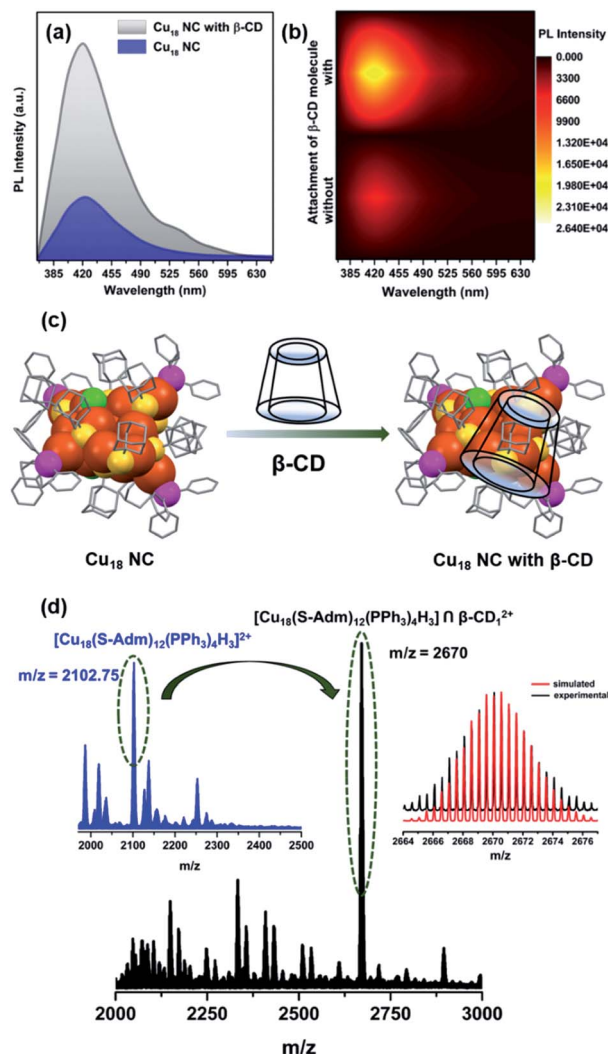 (a)
Cu₁₈ NC with β-CD
Cu₁₈ NC
PL Intensity (a.u.)
385 420 455 490 525 560 595 630
Wavelength (nm)
(b)
Attachment of β-CD molecule
with
without
385 420 455 490 525 560 595 630
Wavelength (nm)
PL Intensity
0.000
3300
6600
9900
1.320E+04
1.650E+04
1.980E+04
2.310E+04
2.640E+04
(c)
β-CD
Cu₁₈ NC
Cu₁₈ NC with β-CD
(d)
[Cu₁₈(S-Adm)₁₂(PPh₃)₄H₃]²⁺
m/z = 2102.75
[Cu₁₈(S-Adm)₁₂(PPh₃)₄H₃] ∩ β-CD₁²⁺
m/z = 2670
simulated
experimental
2000 2100 2200 2300 2400 2500
m/z
2664 2666 2668 2670 2672 2674 2676
m/z
2000 2250 2500 2750 3000
m/z